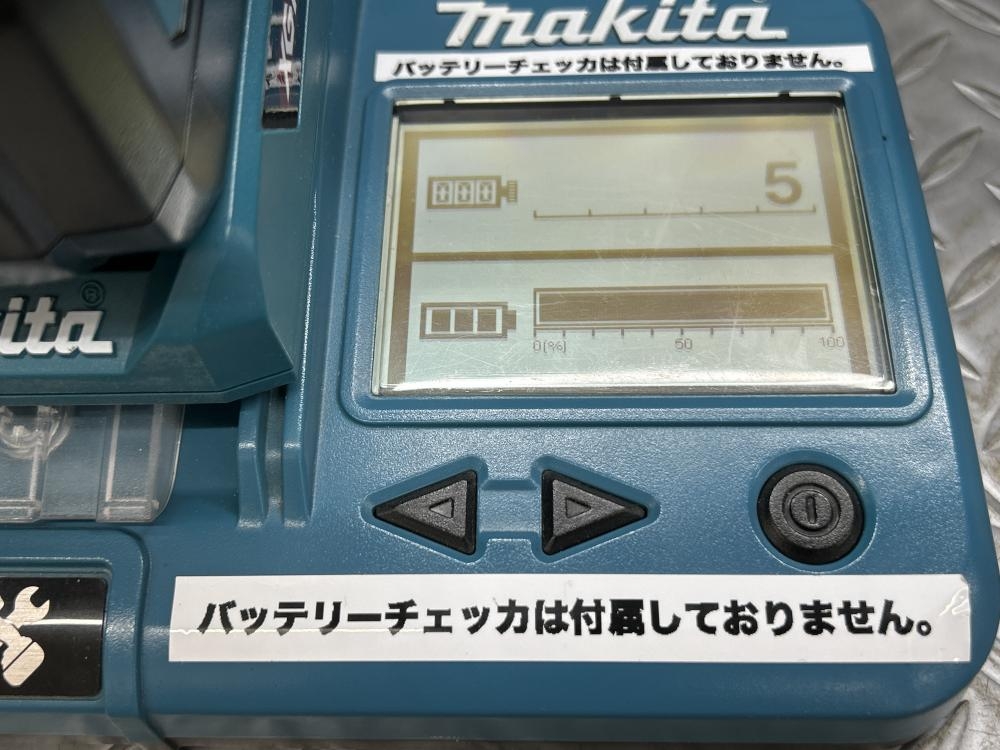 makita
バッテリーチェッカは付属しておりません。
000
5
ita
®
0(%) 50 100
バッテリーチェッカは付属しておりません。